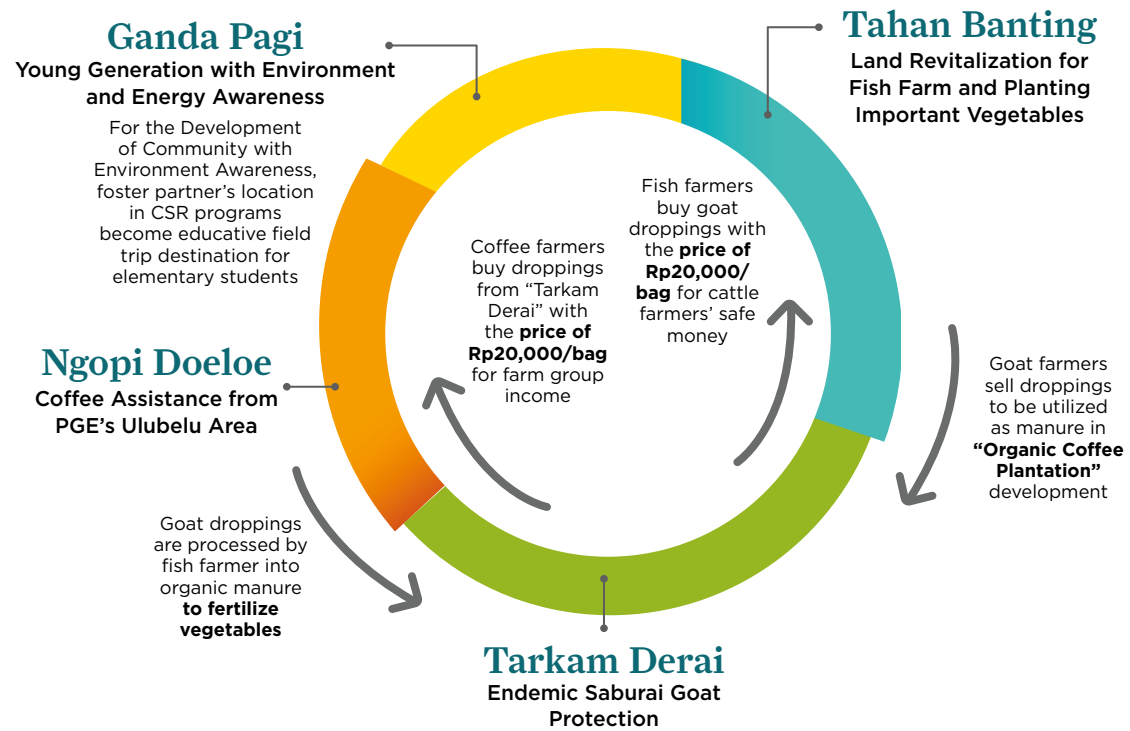 Ganda Pagi
Young Generation with Environment
and Energy Awareness
For the Development
of Community with
Environment Awareness,
foster partner’s location
in CSR programs
become educative field
trip destination for
elementary students
Tahan Banting
Land Revitalization for
Fish Farm and Planting
Important Vegetables
Fish farmers
buy goat
droppings with
the price of
Rp20,000/
bag for cattle
farmers’ safe
money
Coffee farmers
buy droppings
from “Tarkam
Derai” with
the price of
Rp20,000/bag
for farm group
income
Ngopi Doeloe
Coffee Assistance from
PGE’s Ulubelu Area
Goat farmers
sell droppings
to be utilized
as manure in
“Organic Coffee
Plantation”
development
Goat droppings
are processed by
fish farmer into
organic manure
to fertilize
vegetables
Tarkam Derai
Endemic Saburai Goat
Protection